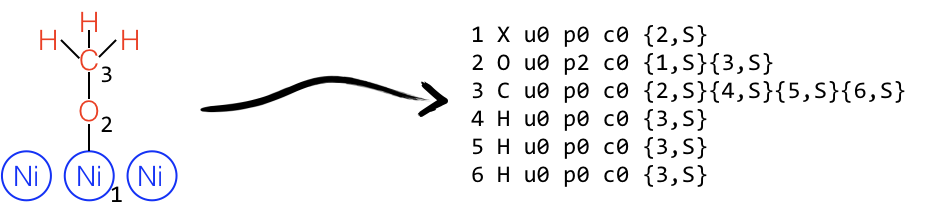 H
H H
C 3
O 2
Ni Ni 1 Ni
1 X u0 p0 c0 {2,S}
2 O u0 p2 c0 {1,S}{3,S}
3 C u0 p0 c0 {2,S}{4,S}{5,S}{6,S}
4 H u0 p0 c0 {3,S}
5 H u0 p0 c0 {3,S}
6 H u0 p0 c0 {3,S}